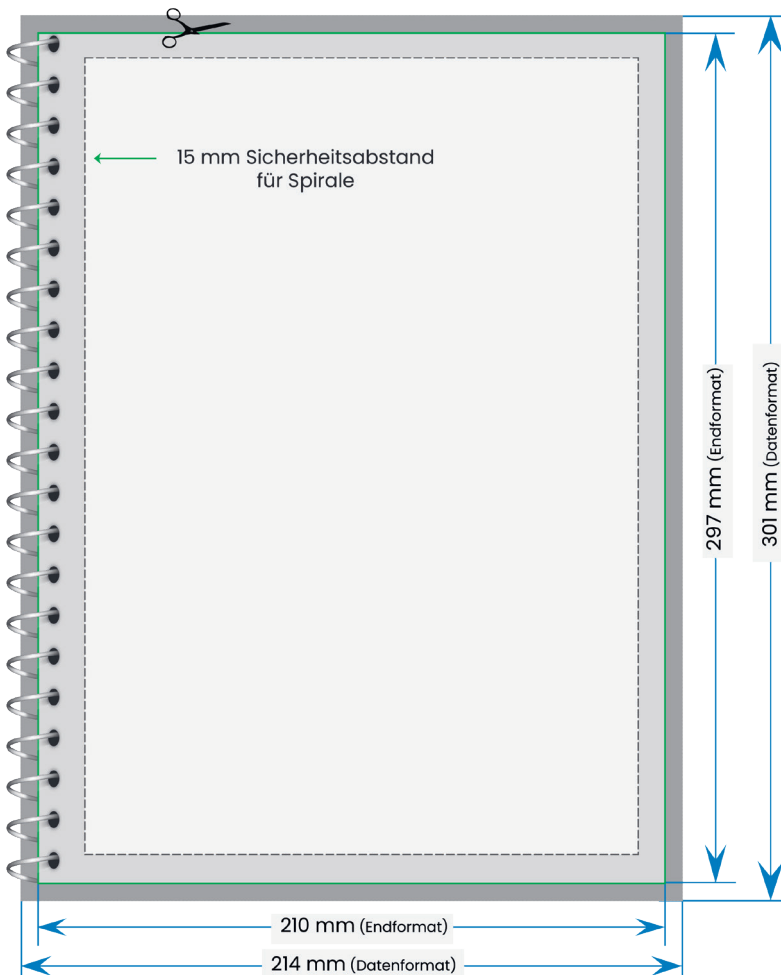 15 mm Sicherheitsabstand
für Spirale
297 mm (Endformat)
301 mm (Datenformat)
210 mm (Endformat)
214 mm (Datenformat)